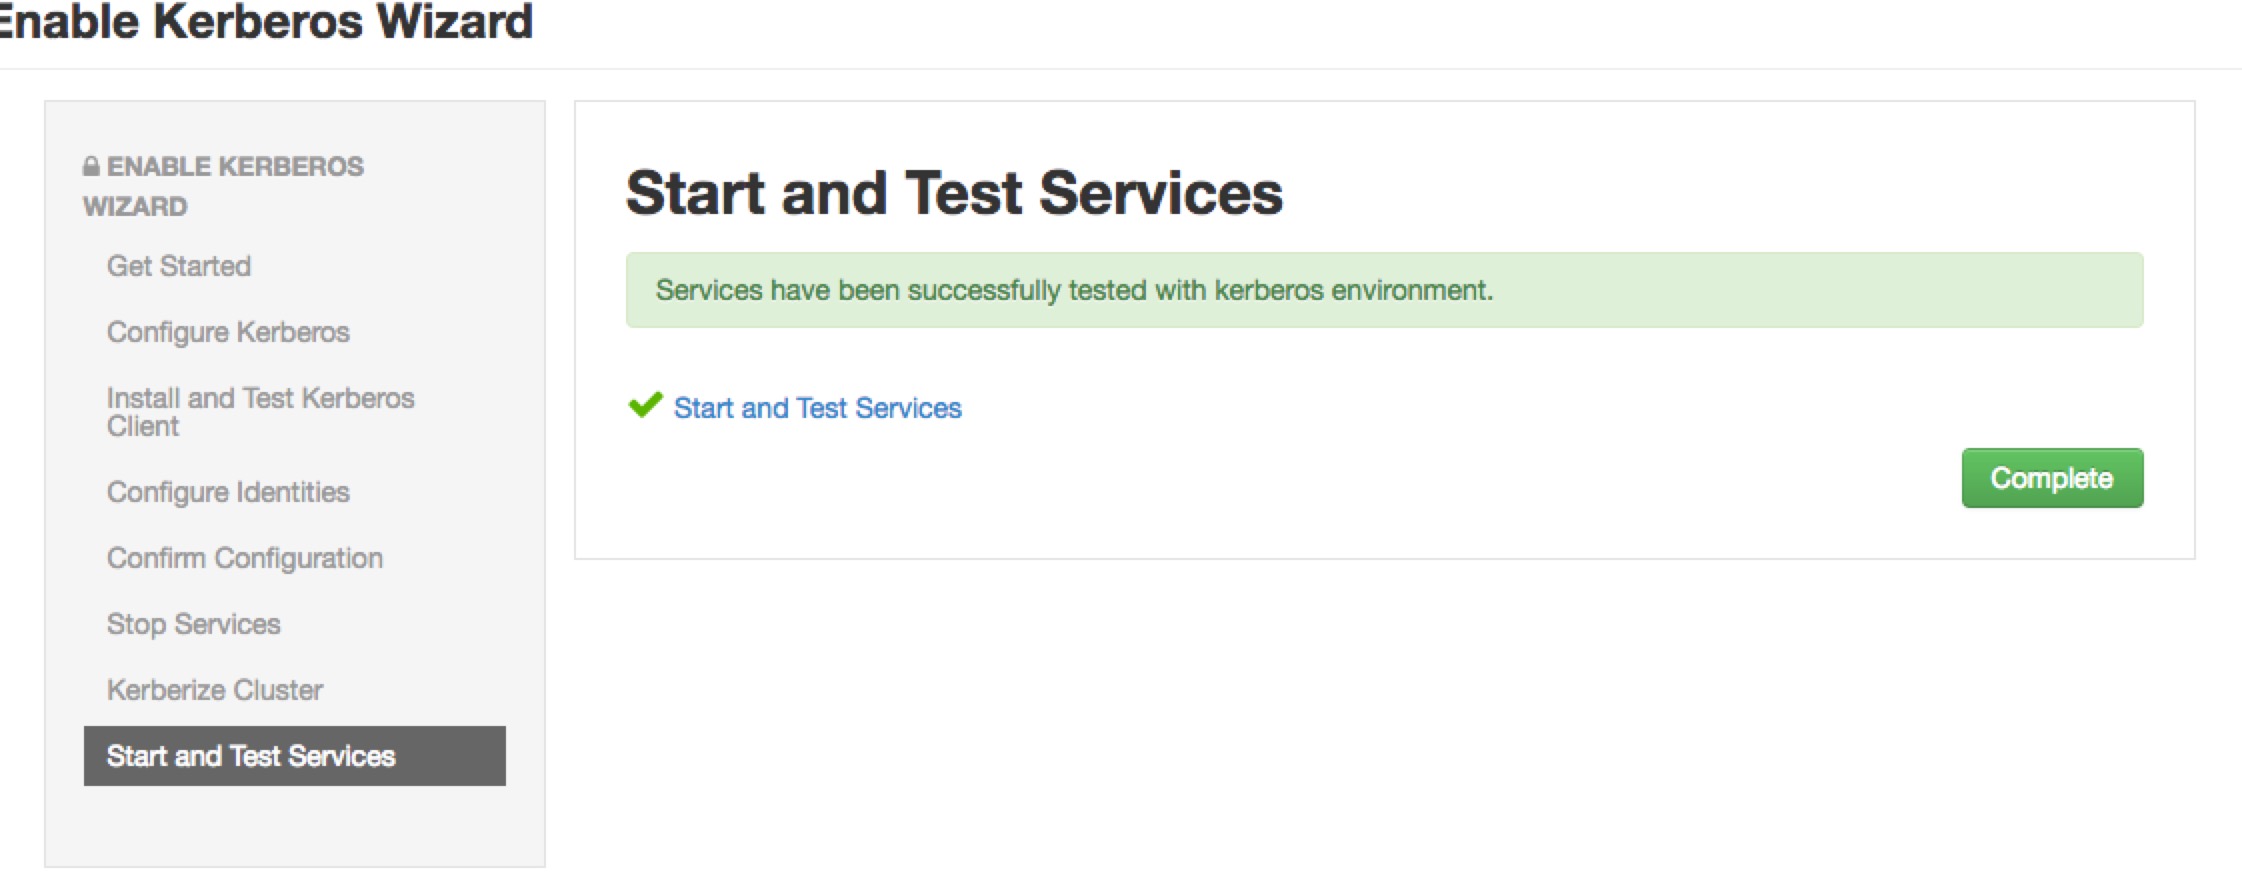 Enable Kerberos Wizard
ENABLE KERBEROS
WIZARD
Get Started
Configure Kerberos
Install and Test Kerberos
Client
Configure Identities
Confirm Configuration
Stop Services
Kerberize Cluster
Start and Test Services
Start and Test Services
Services have been successfully tested with kerberos environment.
Start and Test Services
Complete